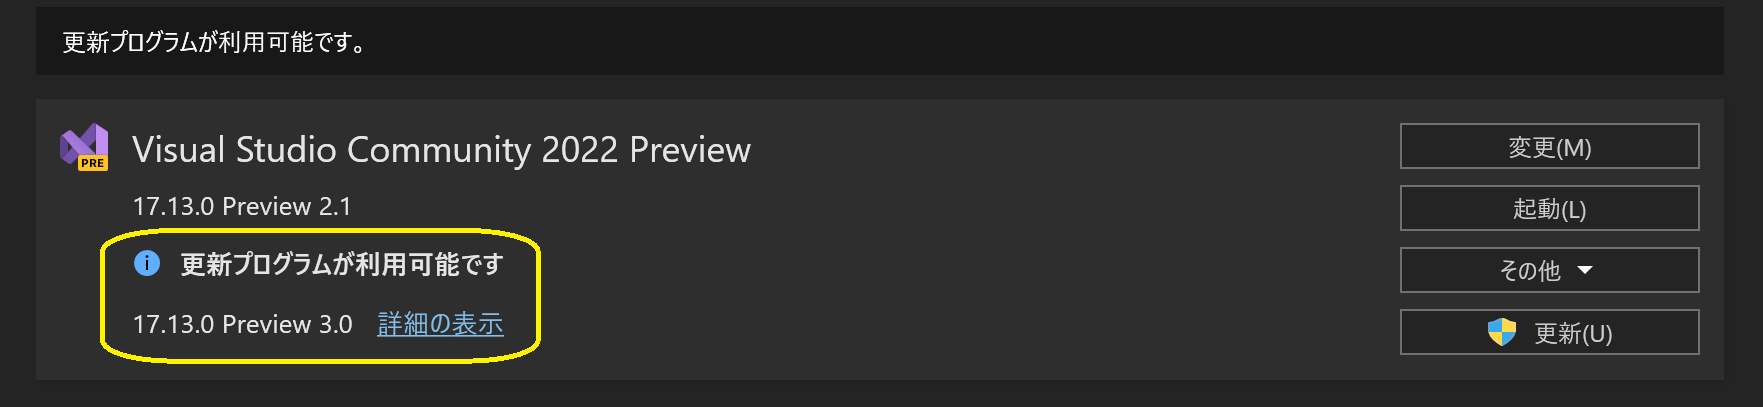 更新プログラムが利用可能です。
PRE
Visual Studio Community 2022 Preview
17.13.0 Preview 2.1
更新プログラムが利用可能です
17.13.0 Preview 3.0 詳細の表示
変更(M)
起動(L)
その他
更新(U)